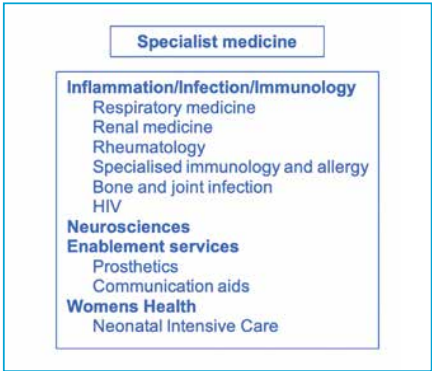 Specialist medicine
Inflammation/Infection/Immunology
Respiratory medicine
Renal medicine
Rheumatology
Specialised immunology and allergy
Bone and joint infection
HIV
Neurosciences
Enablement services
Prosthetics
Communication aids
Womens Health
Neonatal Intensive Care